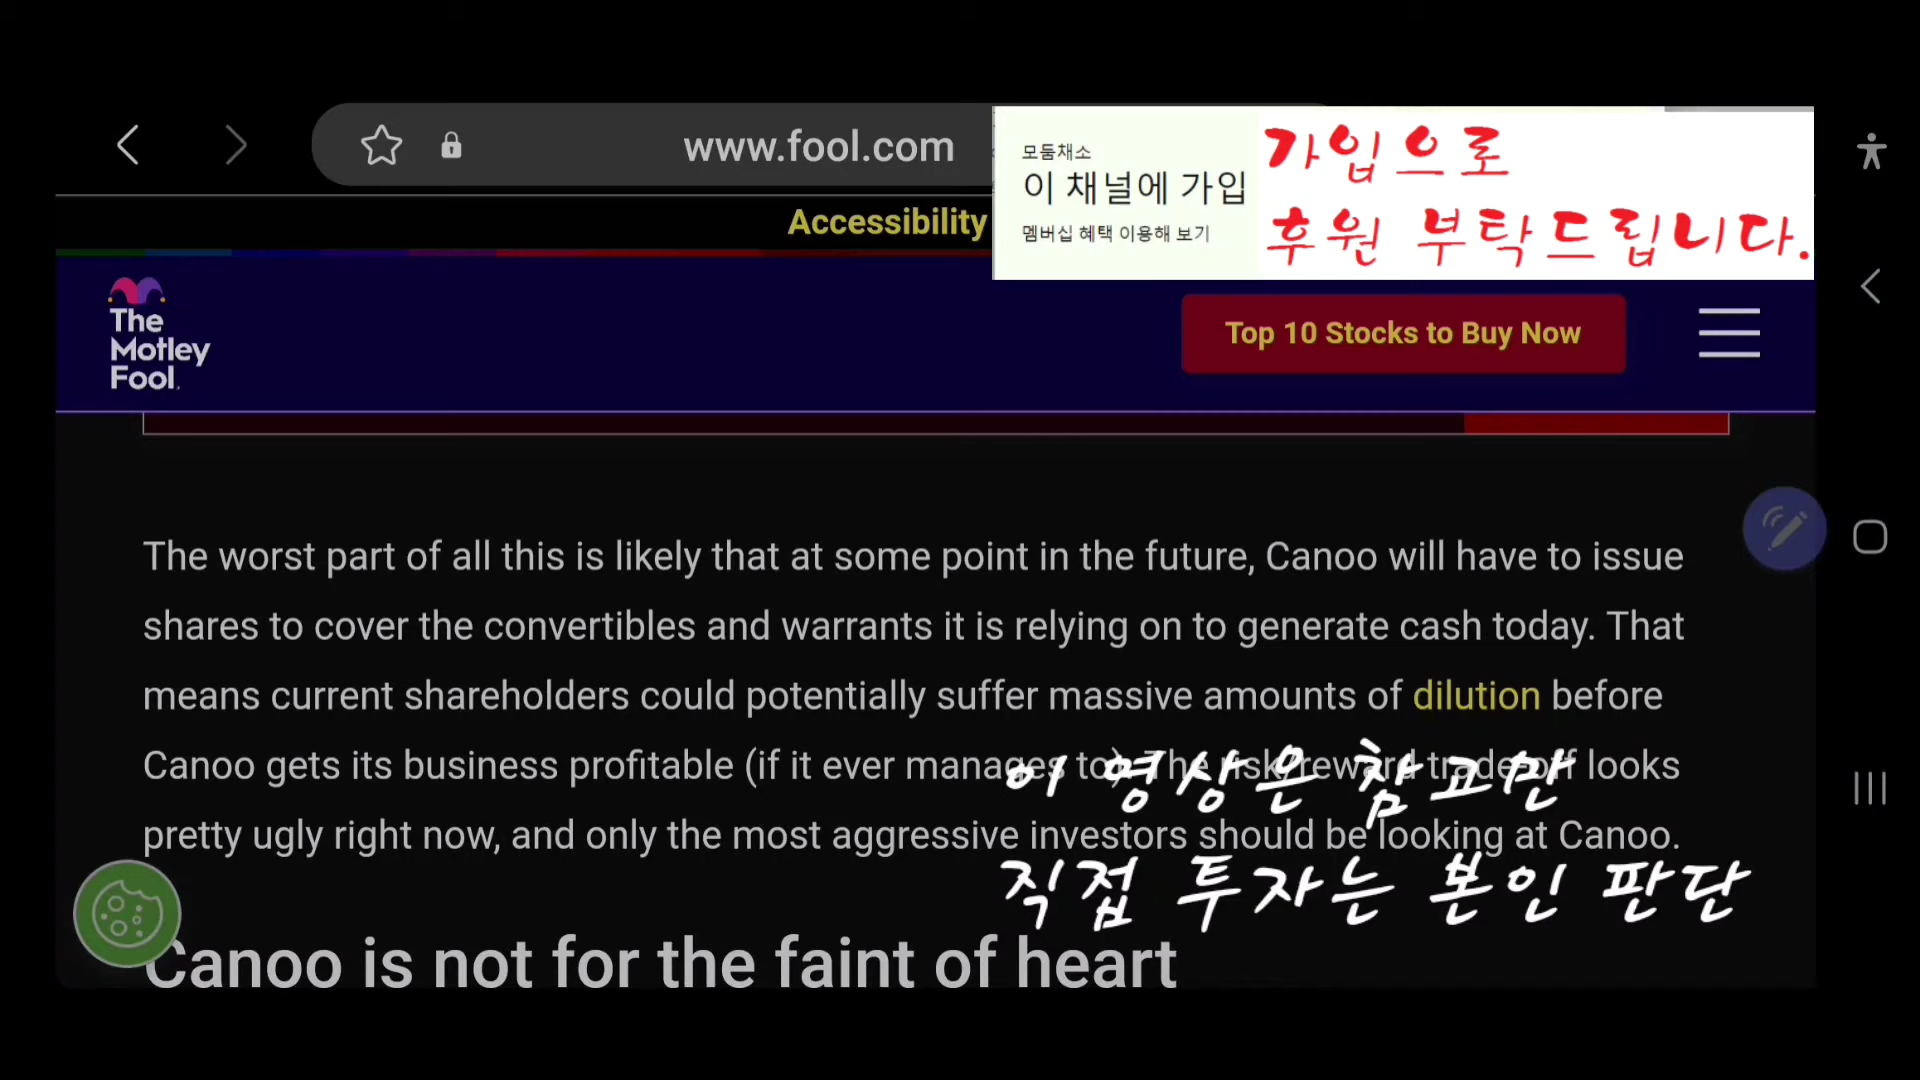 www.fool.com
모둠채소
이 채널에 가입
멤버십 혜택 이용해 보기
가입으로
후원 부탁드립니다.
Accessibility
The
Motley
Fool.
Top 10 Stocks to Buy Now
The worst part of all this is likely that at some point in the future, Canoo will have to issue
shares to cover the convertibles and warrants it is relying on to generate cash today. That
means current shareholders could potentially suffer massive amounts of dilution before
Canoo gets its business profitable (if it ever manages to). The risk/reward trade-off looks
이 영상은 참고만
pretty ugly right now, and only the most aggressive investors should be looking at Canoo.
직접 투자는 본인 판단
Canoo is not for the faint of heart